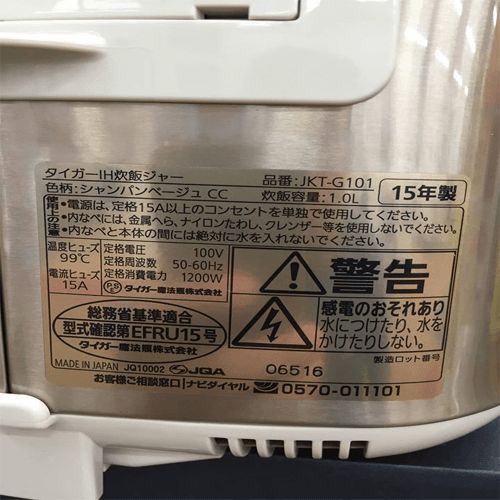 タイガーIH炊飯ジャー 品番: JKT-G101
色柄: シャンパンベージュ CC 炊飯容量: 1.0L
15年製
使用上の注意
・電源は、定格15A以上のコンセントを単独で使用してください。
・内なべには、金属へら、ナイロンたわし、クレンザー等を使用しないでください。
・内なべと本体の間には絶対に水を入れないでください。
温度ヒューズ 99℃
電流ヒューズ 15A
定格電圧 100V
定格周波数 50-60Hz
定格消費電力 1200W
PS E タイガー魔法瓶株式会社
警告
感電のおそれあり
水につけたり、水を
かけたりしない。
総務省基準適合
型式確認第EFRU15号
タイガー魔法瓶株式会社
製造ロット番号
MADE IN JAPAN JQ10002 JQA 06516
お客様ご相談窓口 ナビダイヤル 0570-011101